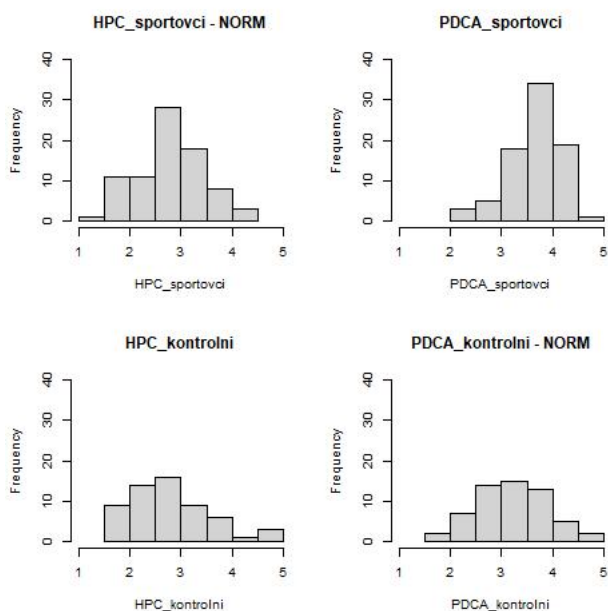 HPC_sportovci - NORM
Frequency
0 10 20 30 40
1 2 3 4 5
HPC_sportovci
PDCA_sportovci
Frequency
0 10 20 30 40
1 2 3 4 5
PDCA_sportovci
HPC_kontrolni
Frequency
0 10 20 30 40
1 2 3 4 5
HPC_kontrolni
PDCA_kontrolni - NORM
Frequency
0 10 20 30 40
1 2 3 4 5
PDCA_kontrolni